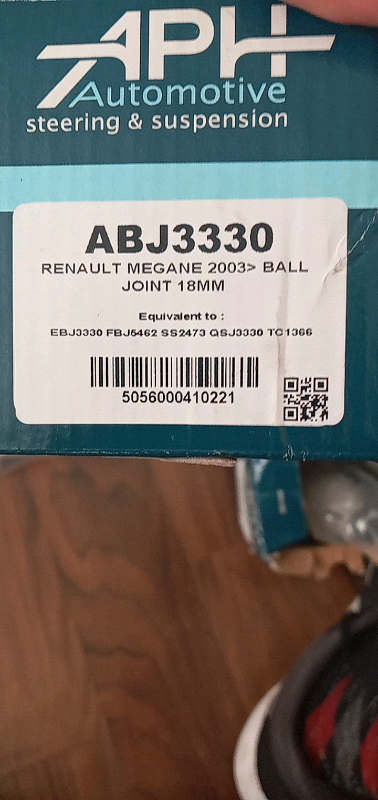 APH
Automotive
steering & suspension
ABJ3330
RENAULT MEGANE 2003> BALL
JOINT 18MM
Equivalent to :
EBJ3330 FBJ5462 SS2473 QSJ3330 TC1366
5056000410221